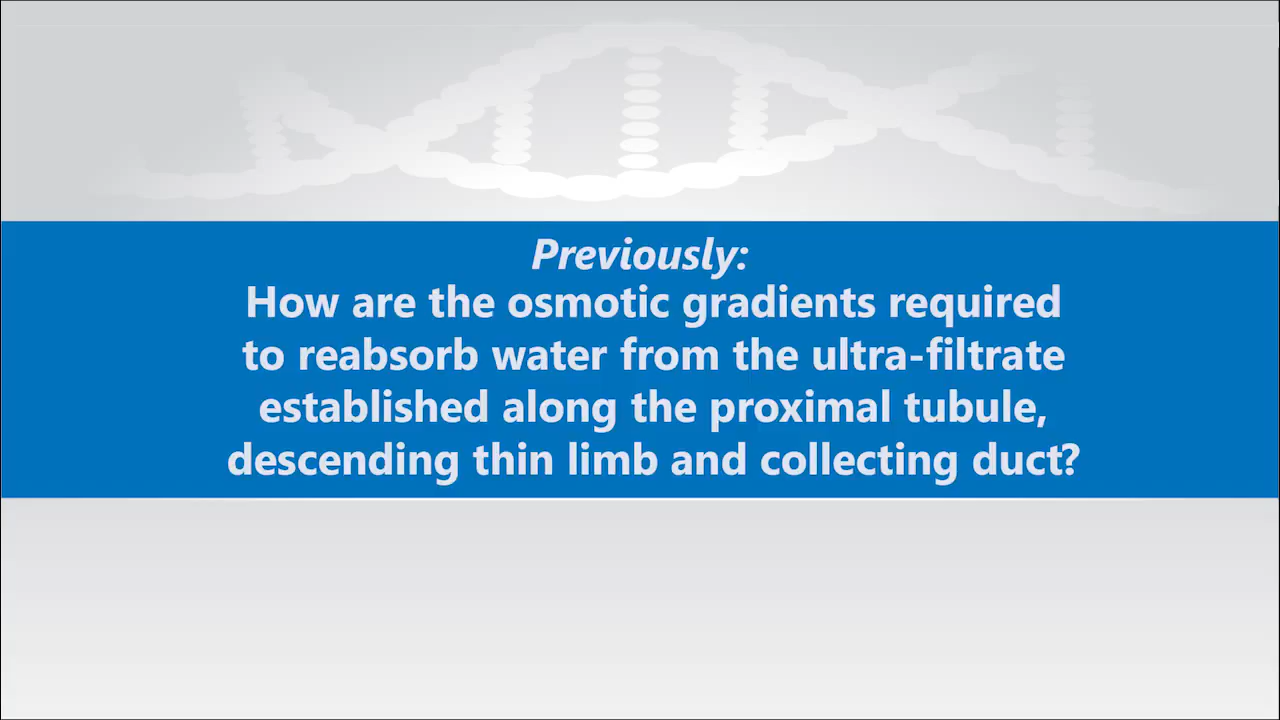 Previously:
How are the osmotic gradients required
to reabsorb water from the ultra-filtrate
established along the proximal tubule,
descending thin limb and collecting duct?